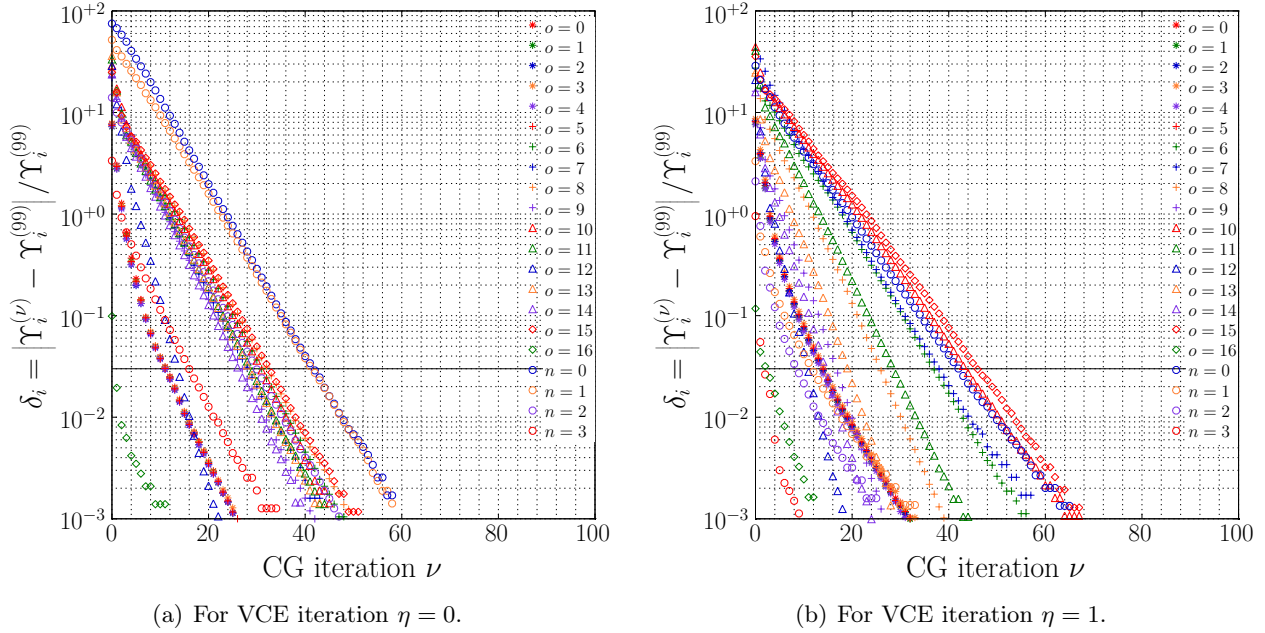 10^{+2}
10^{+1}
10^{+0}
10^{-1}
10^{-2}
10^{-3}
0
20
40
60
80
100
δ_i = |Υ_i^{(ν)} − Υ_i^{(99)}| / Υ_i^{(99)}
CG iteration ν
o = 0
o = 1
o = 2
o = 3
o = 4
o = 5
o = 6
o = 7
o = 8
o = 9
o = 10
o = 11
o = 12
o = 13
o = 14
o = 15
o = 16
n = 0
n = 1
n = 2
n = 3
(a) For VCE iteration η = 0.
10^{+2}
10^{+1}
10^{+0}
10^{-1}
10^{-2}
10^{-3}
0
20
40
60
80
100
δ_i = |Υ_i^{(ν)} − Υ_i^{(99)}| / Υ_i^{(99)}
CG iteration ν
o = 0
o = 1
o = 2
o = 3
o = 4
o = 5
o = 6
o = 7
o = 8
o = 9
o = 10
o = 11
o = 12
o = 13
o = 14
o = 15
o = 16
n = 0
n = 1
n = 2
n = 3
(b) For VCE iteration η = 1.